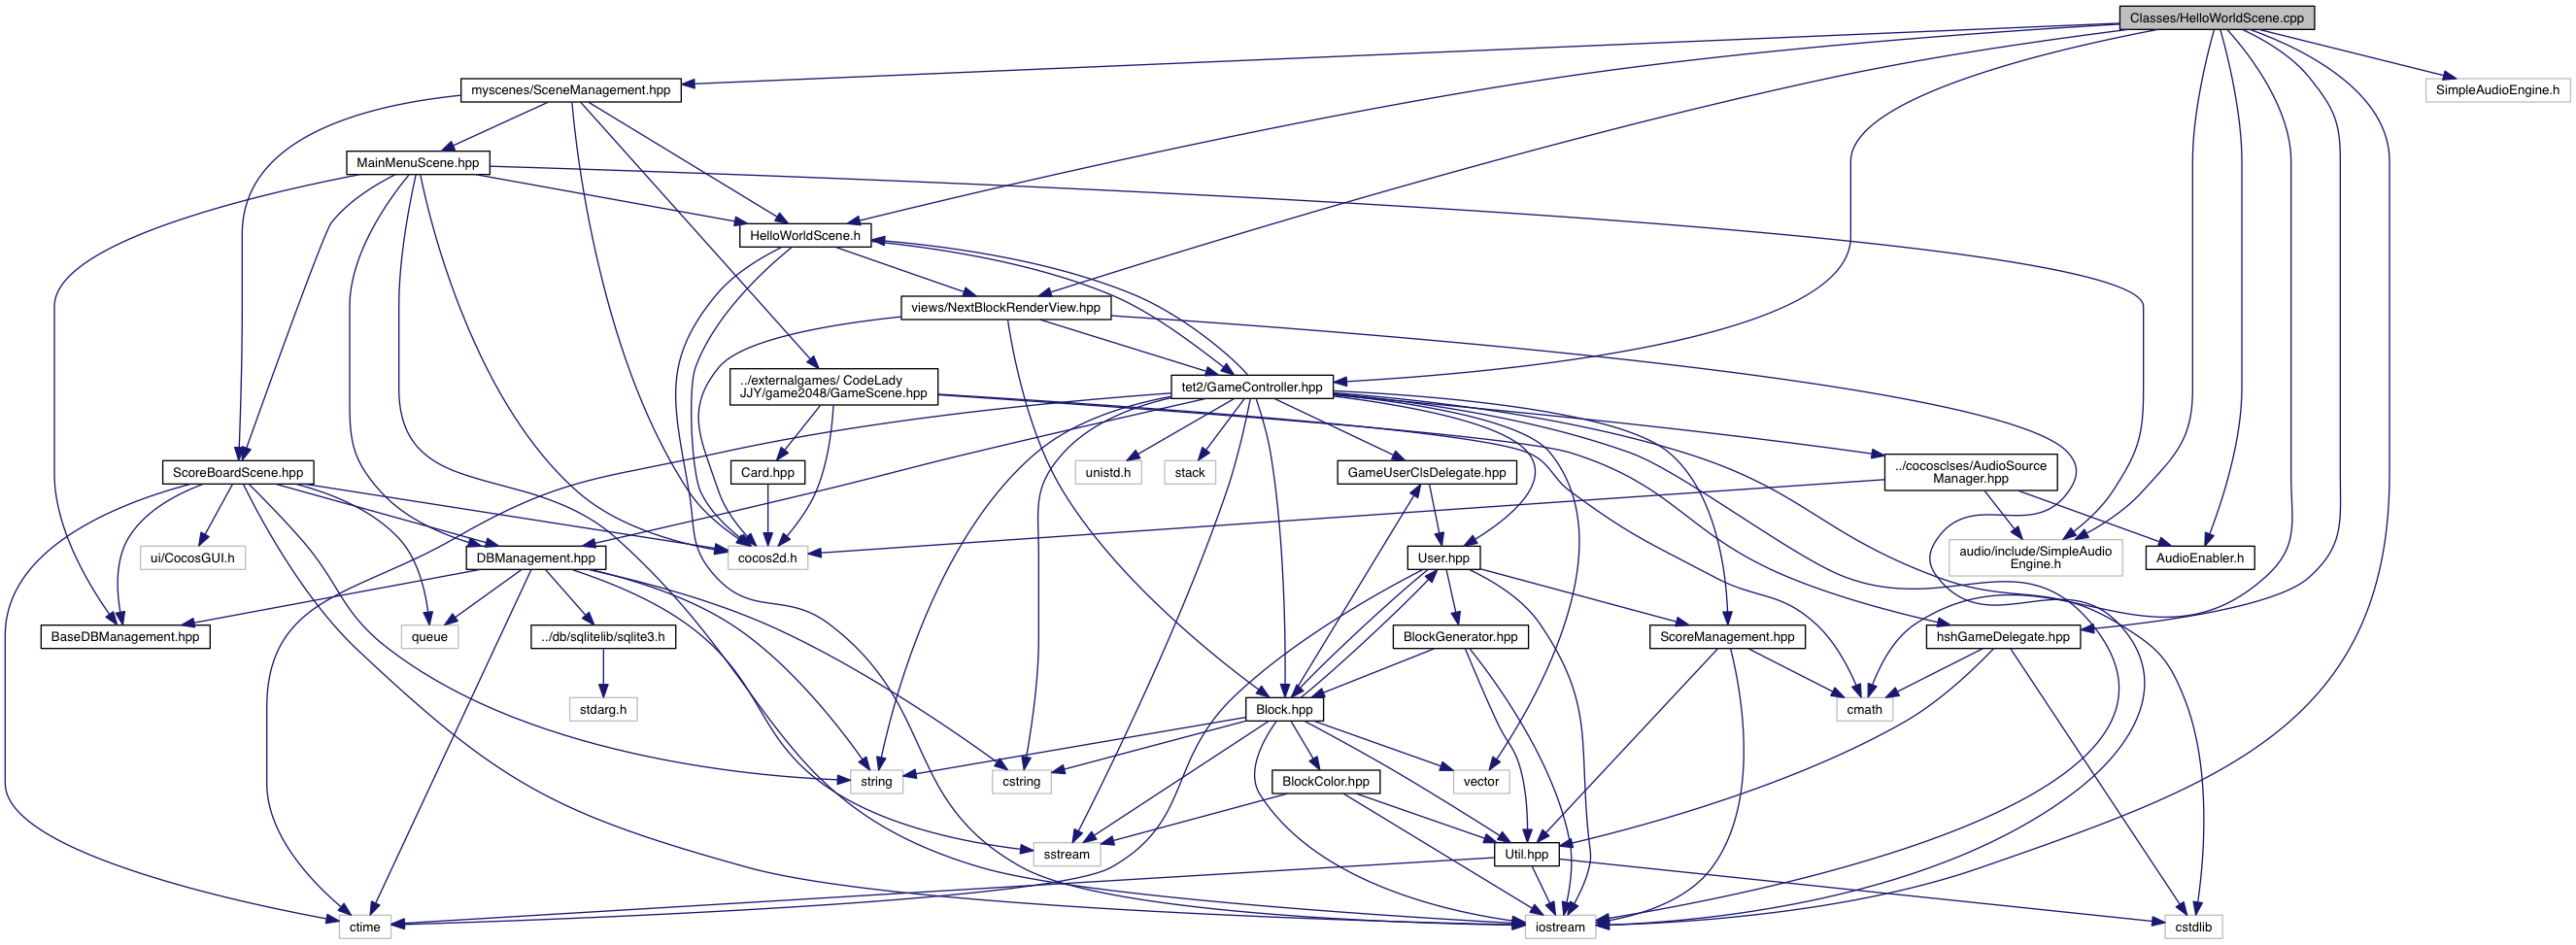 Classes/HelloWorldScene.cpp
myscenes/SceneManagement.hpp
SimpleAudioEngine.h
MainMenuScene.hpp
HelloWorldScene.h
views/NextBlockRenderView.hpp
../externalgames/ CodeLady
JJY/game2048/GameScene.hpp
tet2/GameController.hpp
ScoreBoardScene.hpp
Card.hpp
unistd.h
stack
GameUserClsDelegate.hpp
../cocosclses/AudioSource
Manager.hpp
ui/CocosGUI.h
DBManagement.hpp
cocos2d.h
User.hpp
audio/include/SimpleAudio
Engine.h
AudioEnabler.h
BaseDBManagement.hpp
queue
../db/sqlitelib/sqlite3.h
BlockGenerator.hpp
ScoreManagement.hpp
hshGameDelegate.hpp
stdarg.h
Block.hpp
cmath
string
cstring
BlockColor.hpp
vector
sstream
Util.hpp
ctime
iostream
cstdlib